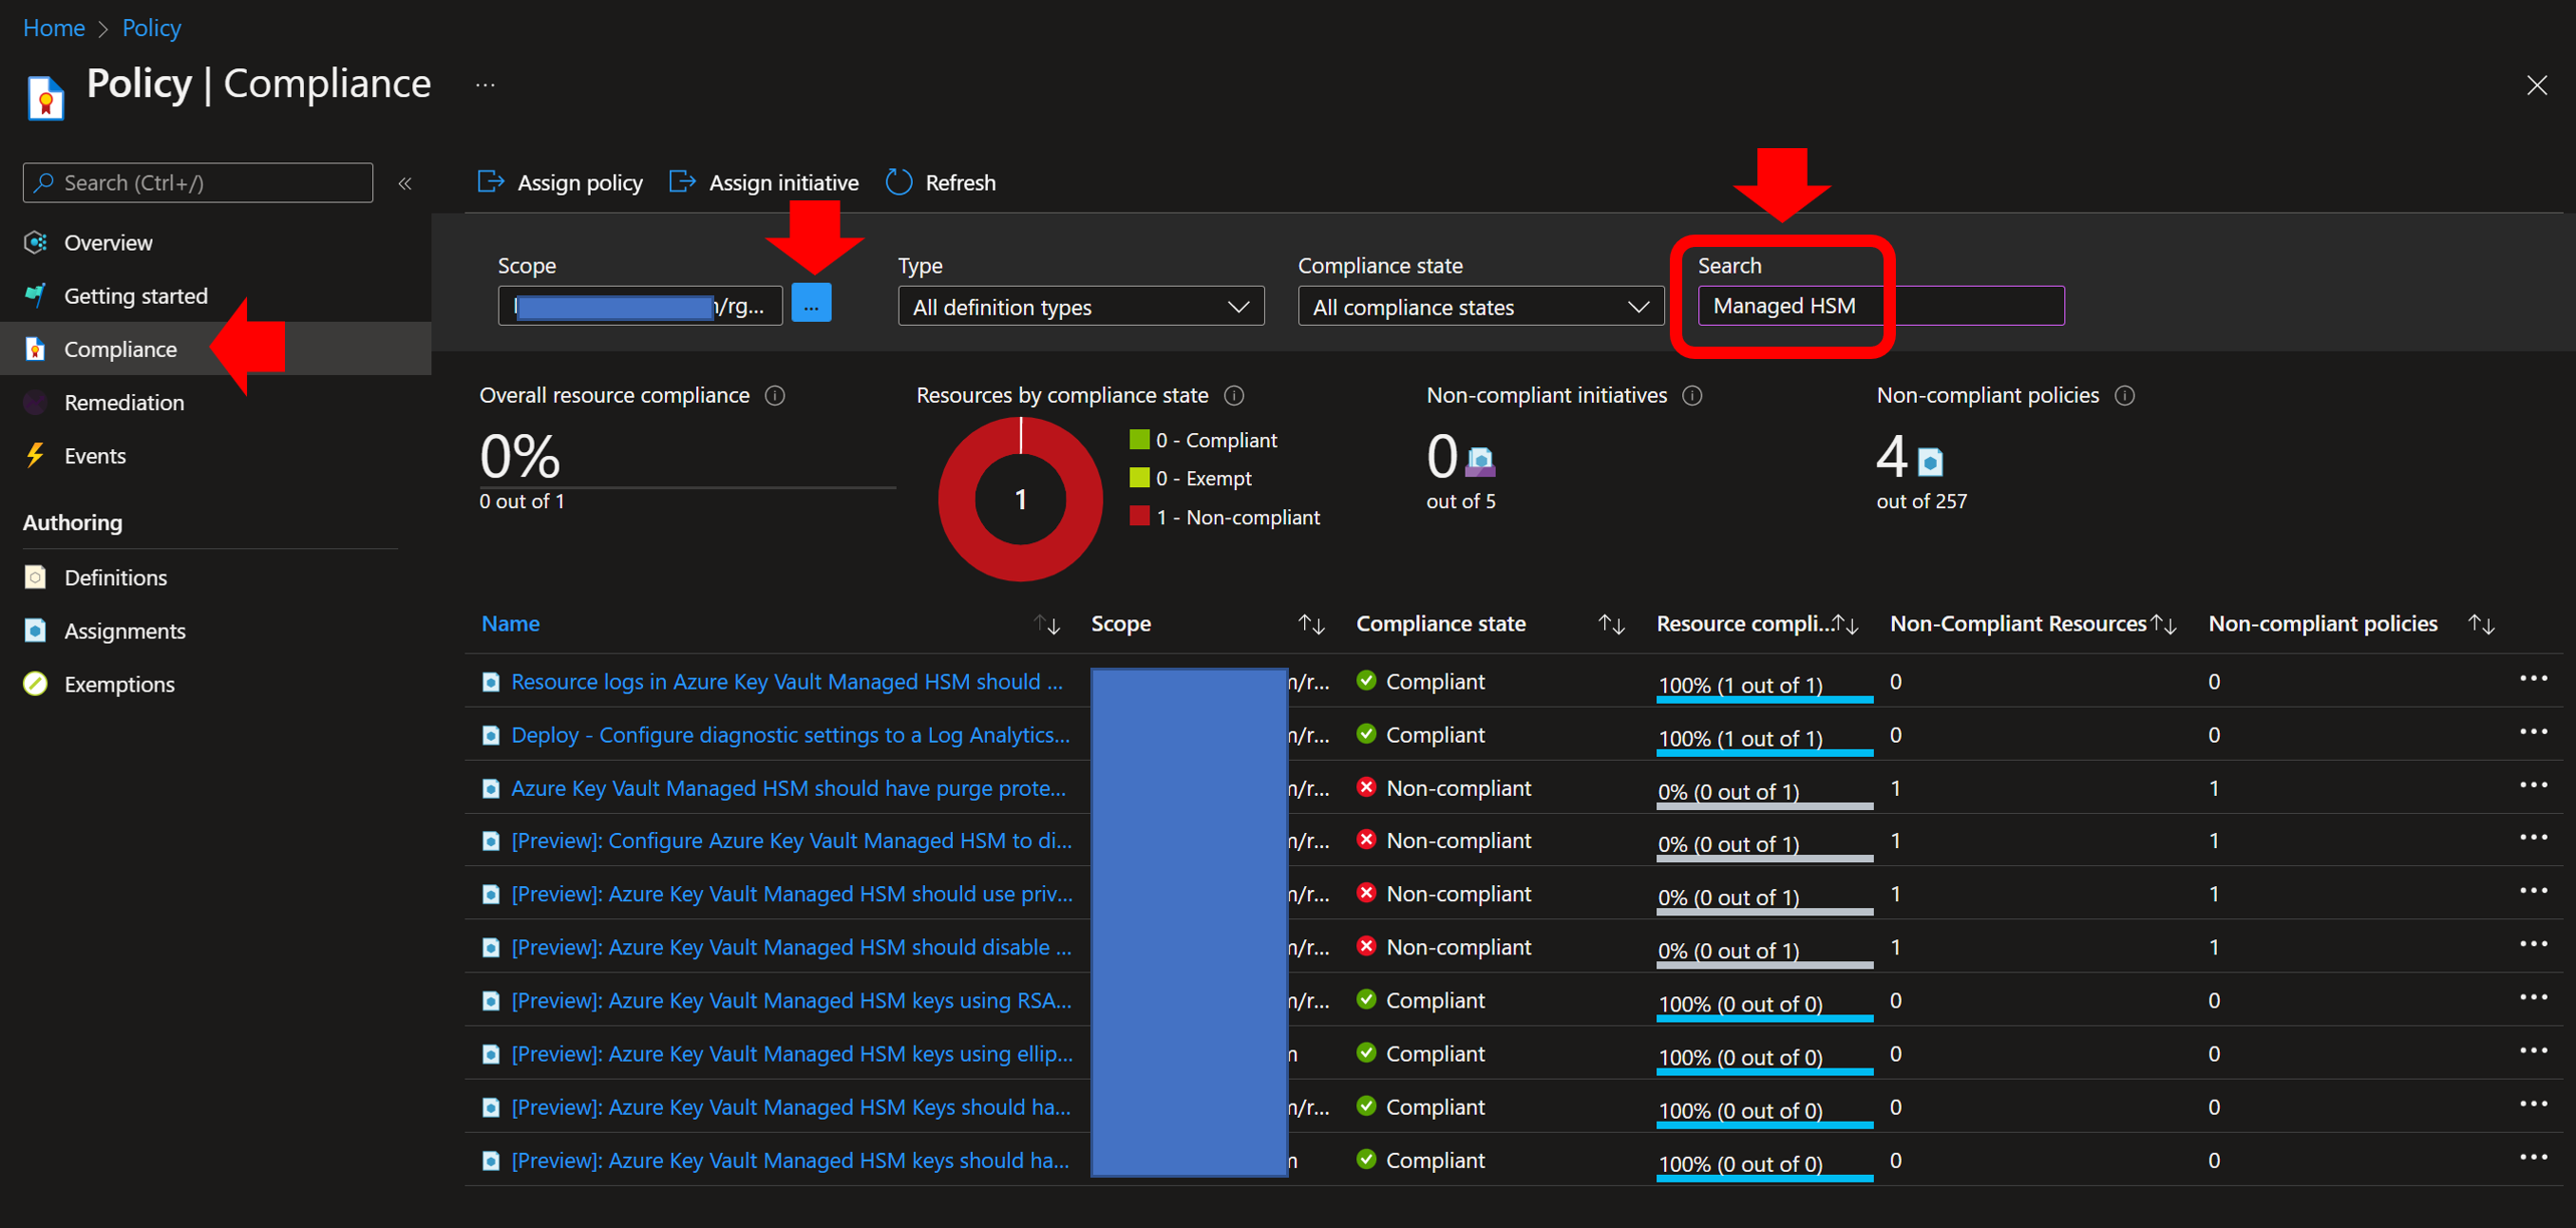 Home > Policy
Policy | Compliance ...
Search (Ctrl+/) «
Overview
Getting started
Compliance
Remediation
Events
Authoring
Definitions
Assignments
Exemptions
Assign policy Assign initiative Refresh
Scope Type Compliance state Search
/rg... ... All definition types All compliance states Managed HSM
Overall resource compliance Resources by compliance state Non-compliant initiatives Non-compliant policies
0%
0 out of 1
1
0 - Compliant
0 - Exempt
1 - Non-compliant
0
out of 5
4
out of 257
Name Scope Compliance state Resource compli... Non-Compliant Resources Non-compliant policies
Resource logs in Azure Key Vault Managed HSM should ... /r... Compliant 100% (1 out of 1) 0 0 ...
Deploy - Configure diagnostic settings to a Log Analytics... /r... Compliant 100% (1 out of 1) 0 0 ...
Azure Key Vault Managed HSM should have purge prote... /r... Non-compliant 0% (0 out of 1) 1 1 ...
[Preview]: Configure Azure Key Vault Managed HSM to di... /r... Non-compliant 0% (0 out of 1) 1 1 ...
[Preview]: Azure Key Vault Managed HSM should use priv... /r... Non-compliant 0% (0 out of 1) 1 1 ...
[Preview]: Azure Key Vault Managed HSM should disable ... /r... Non-compliant 0% (0 out of 1) 1 1 ...
[Preview]: Azure Key Vault Managed HSM keys using RSA... /r... Compliant 100% (0 out of 0) 0 0 ...
[Preview]: Azure Key Vault Managed HSM keys using ellip... Compliant 100% (0 out of 0) 0 0 ...
[Preview]: Azure Key Vault Managed HSM Keys should ha... /r... Compliant 100% (0 out of 0) 0 0 ...
[Preview]: Azure Key Vault Managed HSM keys should ha... Compliant 100% (0 out of 0) 0 0 ...